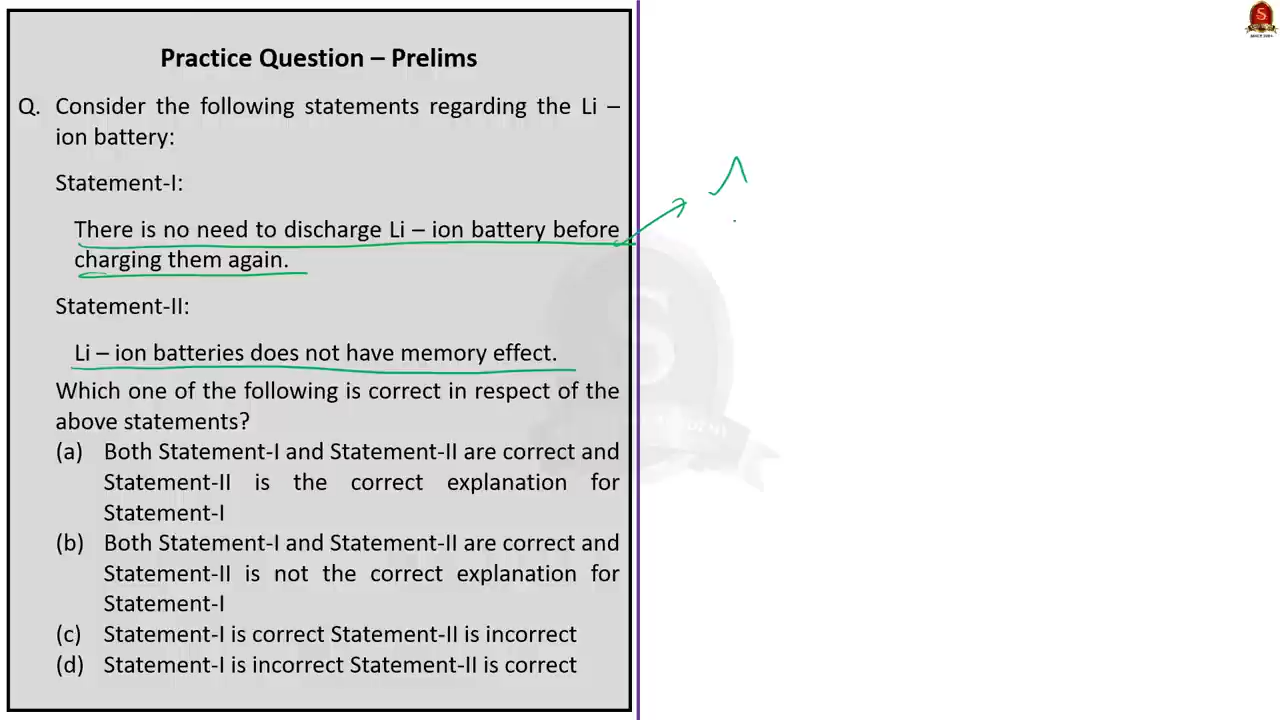 Practice Question – Prelims
Q. Consider the following statements regarding the Li –
ion battery:
Statement-I:
There is no need to discharge Li – ion battery before
charging them again.
Statement-II:
Li – ion batteries does not have memory effect.
Which one of the following is correct in respect of the
above statements?
(a) Both Statement-I and Statement-II are correct and
Statement-II is the correct explanation for
Statement-I
(b) Both Statement-I and Statement-II are correct and
Statement-II is not the correct explanation for
Statement-I
(c) Statement-I is correct Statement-II is incorrect
(d) Statement-I is incorrect Statement-II is correct
S